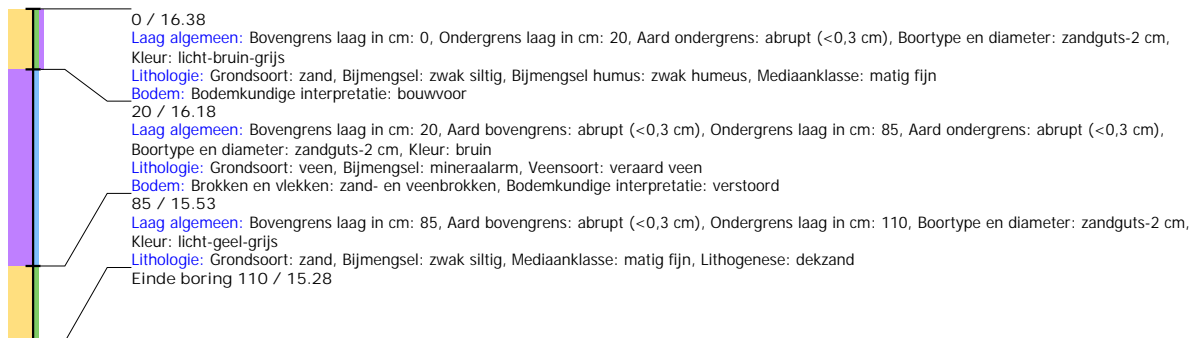 0 / 16.38
Laag algemeen: Bovengrens laag in cm: 0, Ondergrens laag in cm: 20, Aard ondergrens: abrupt (<0,3 cm), Boortype en diameter: zandguts-2 cm,
Kleur: licht-bruin-grijs
Lithologie: Grondsoort: zand, Bijmengsel: zwak siltig, Bijmengsel humus: zwak humeus, Mediaanklasse: matig fijn
Bodem: Bodemkundige interpretatie: bouwvoor
20 / 16.18
Laag algemeen: Bovengrens laag in cm: 20, Aard bovengrens: abrupt (<0,3 cm), Ondergrens laag in cm: 85, Aard ondergrens: abrupt (<0,3 cm),
Boortype en diameter: zandguts-2 cm, Kleur: bruin
Lithologie: Grondsoort: veen, Bijmengsel: mineraalarm, Veensoort: veraard veen
Bodem: Brokken en vlekken: zand- en veenbrokken, Bodemkundige interpretatie: verstoord
85 / 15.53
Laag algemeen: Bovengrens laag in cm: 85, Aard bovengrens: abrupt (<0,3 cm), Ondergrens laag in cm: 110, Boortype en diameter: zandguts-2 cm,
Kleur: licht-geel-grijs
Lithologie: Grondsoort: zand, Bijmengsel: zwak siltig, Mediaanklasse: matig fijn, Lithogenese: dekzand
Einde boring 110 / 15.28